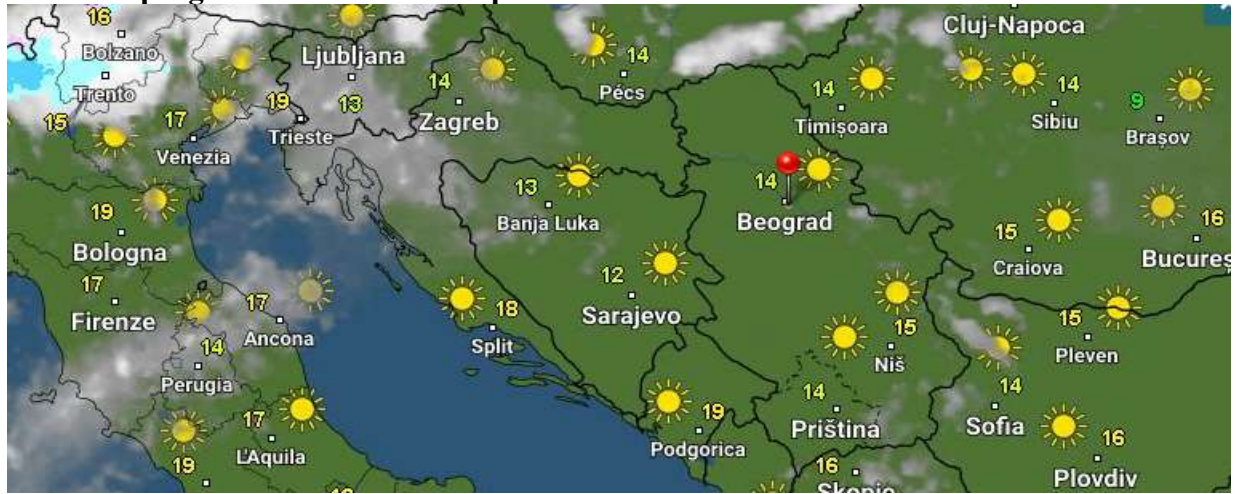 16
Bolzano
Trento
15
17
Venezia
19
Trieste
Ljubljana
13
14
Zagreb
14
Pécs
Cluj-Napoca
14
Timișoara
14
Sibiu
9
Brașov
19
Bologna
13
Banja Luka
14
Beograd
15
Craiova
16
Bucureș
17
Firenze
17
Ancona
14
Perugia
18
Split
12
Sarajevo
15
Niš
15
Pleven
17
L'Aquila
19
19
Podgorica
14
Priština
14
Sofia
16
Plovdiv
16
Skopje